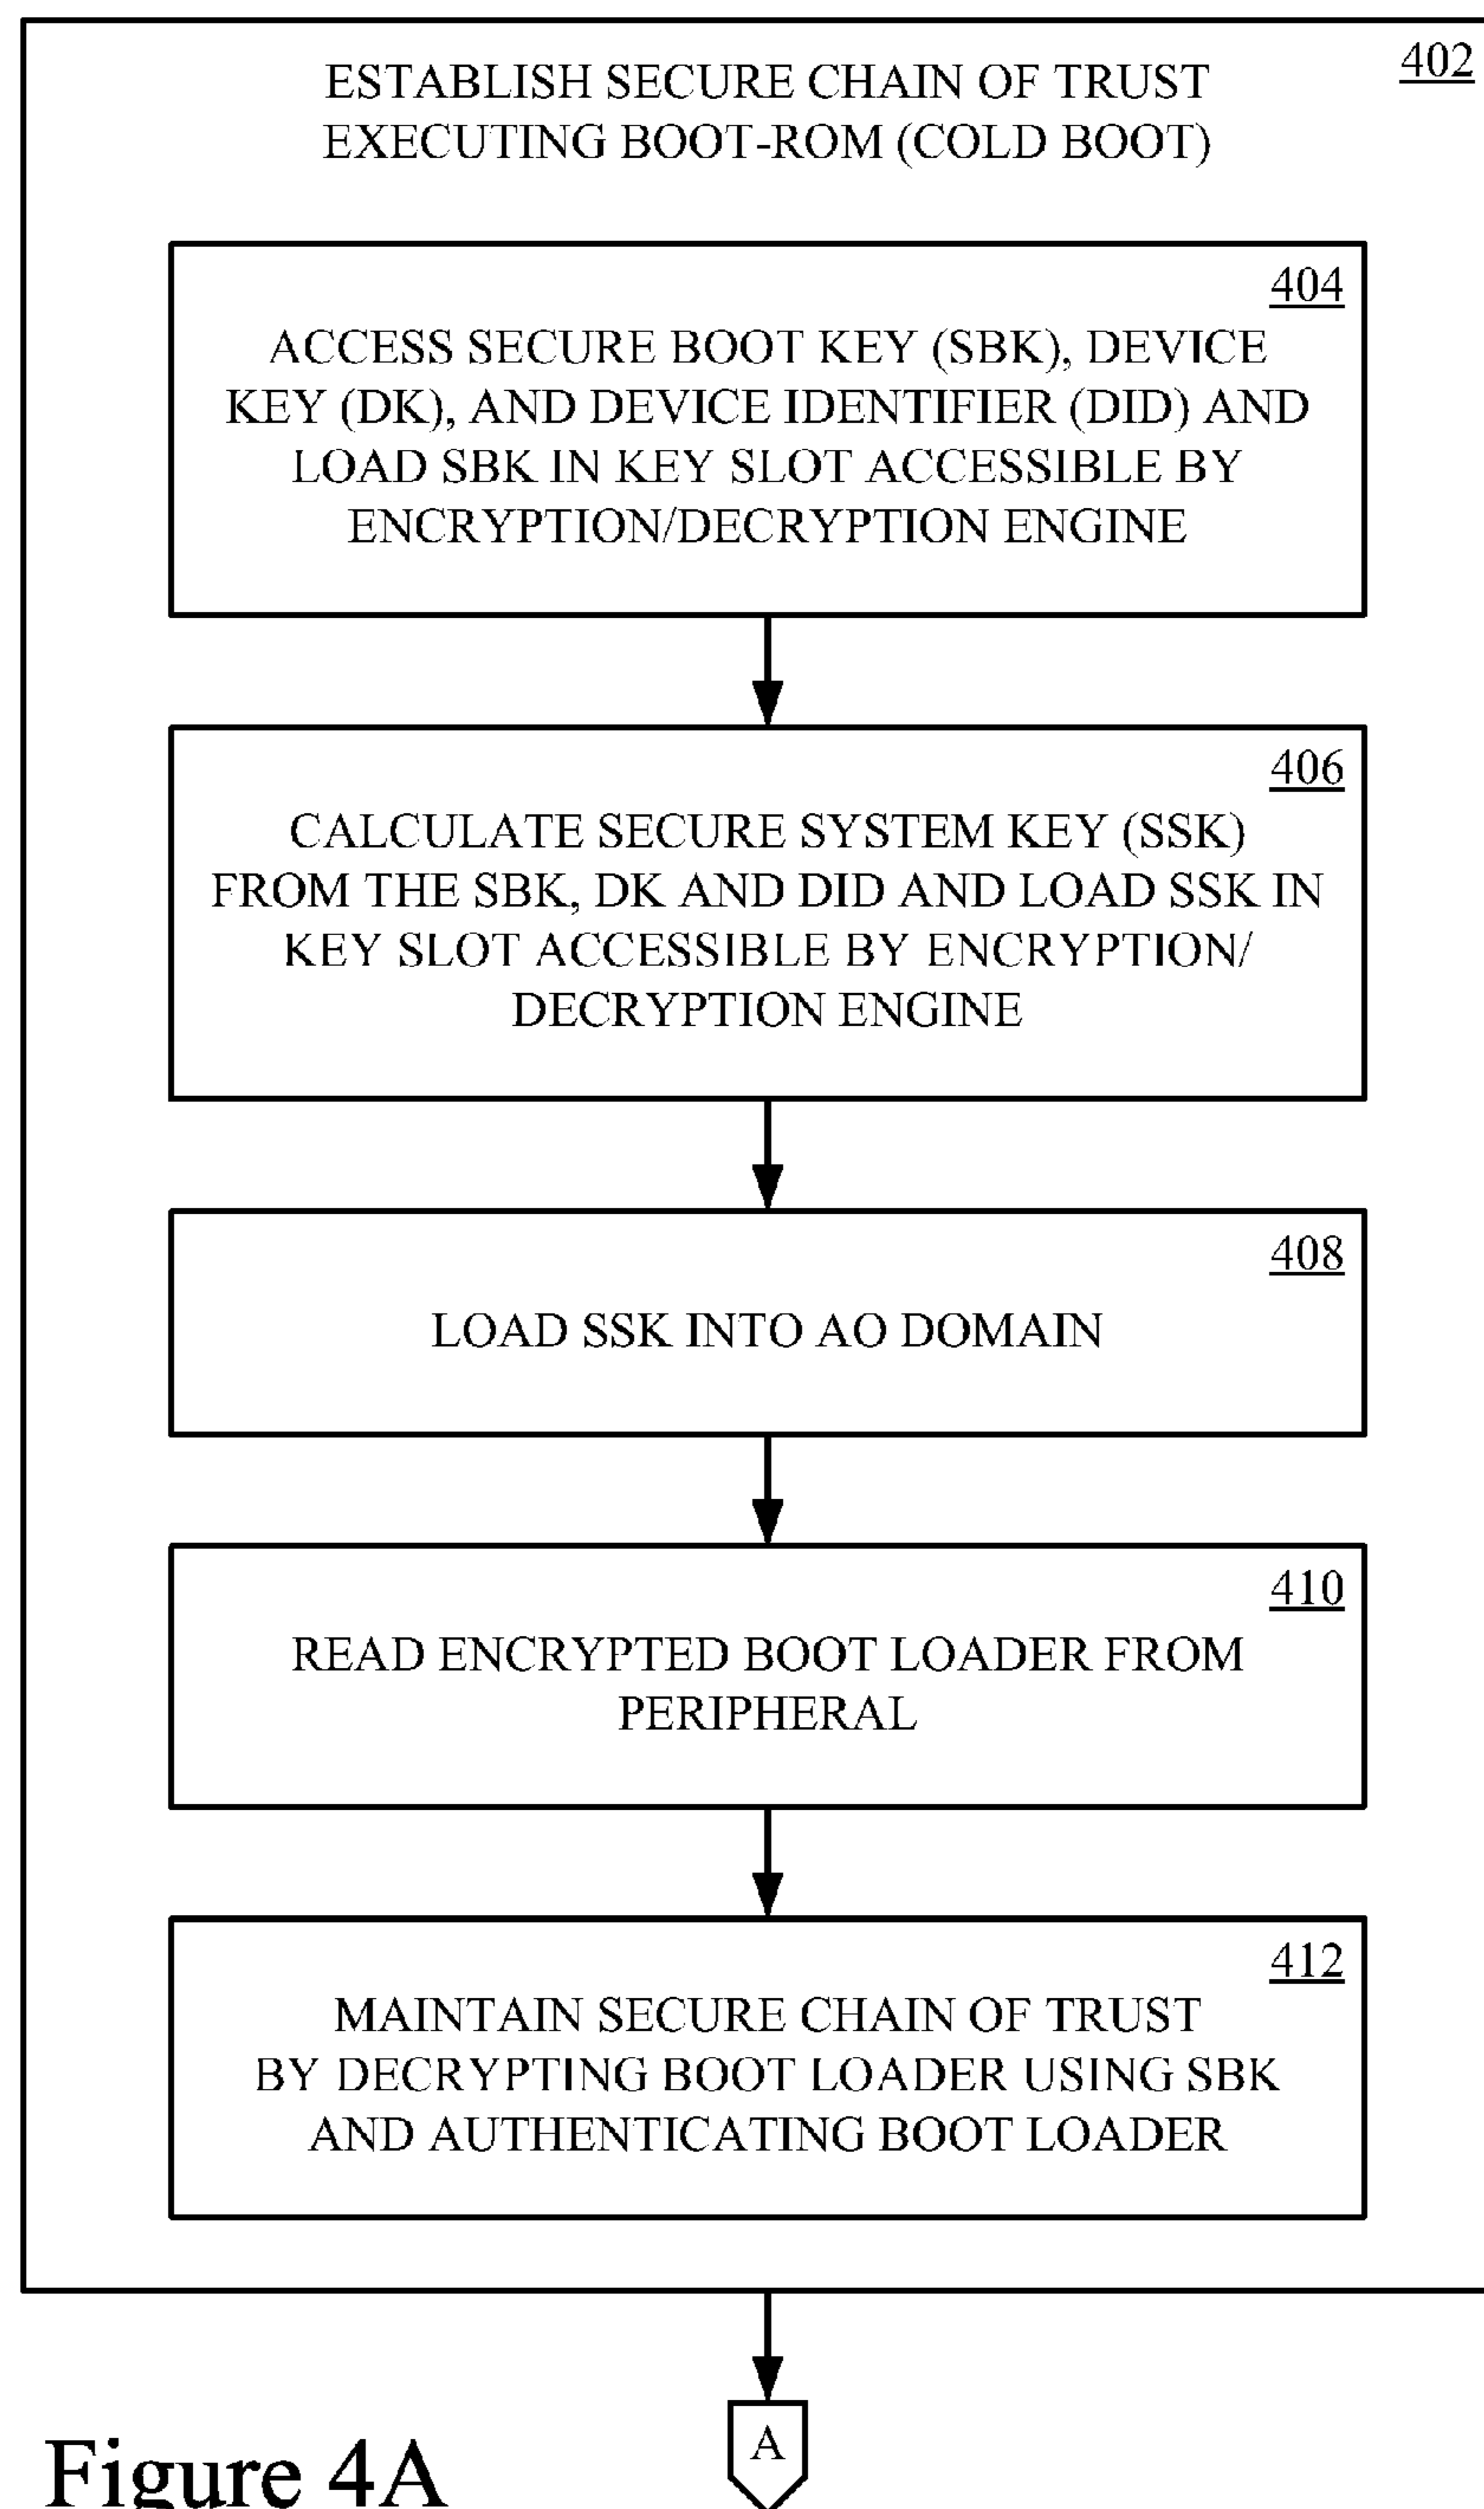 402
ESTABLISH SECURE CHAIN OF TRUST
EXECUTING BOOT-ROM (COLD BOOT)
404
ACCESS SECURE BOOT KEY (SBK), DEVICE
KEY (DK), AND DEVICE IDENTIFIER (DID) AND
LOAD SBK IN KEY SLOT ACCESSIBLE BY
ENCRYPTION/DECRYPTION ENGINE
406
CALCULATE SECURE SYSTEM KEY (SSK)
FROM THE SBK, DK AND DID AND LOAD SSK IN
KEY SLOT ACCESSIBLE BY ENCRYPTION/
DECRYPTION ENGINE
408
LOAD SSK INTO AO DOMAIN
410
READ ENCRYPTED BOOT LOADER FROM
PERIPHERAL
412
MAINTAIN SECURE CHAIN OF TRUST
BY DECRYPTING BOOT LOADER USING SBK
AND AUTHENTICATING BOOT LOADER
A
Figure 4A